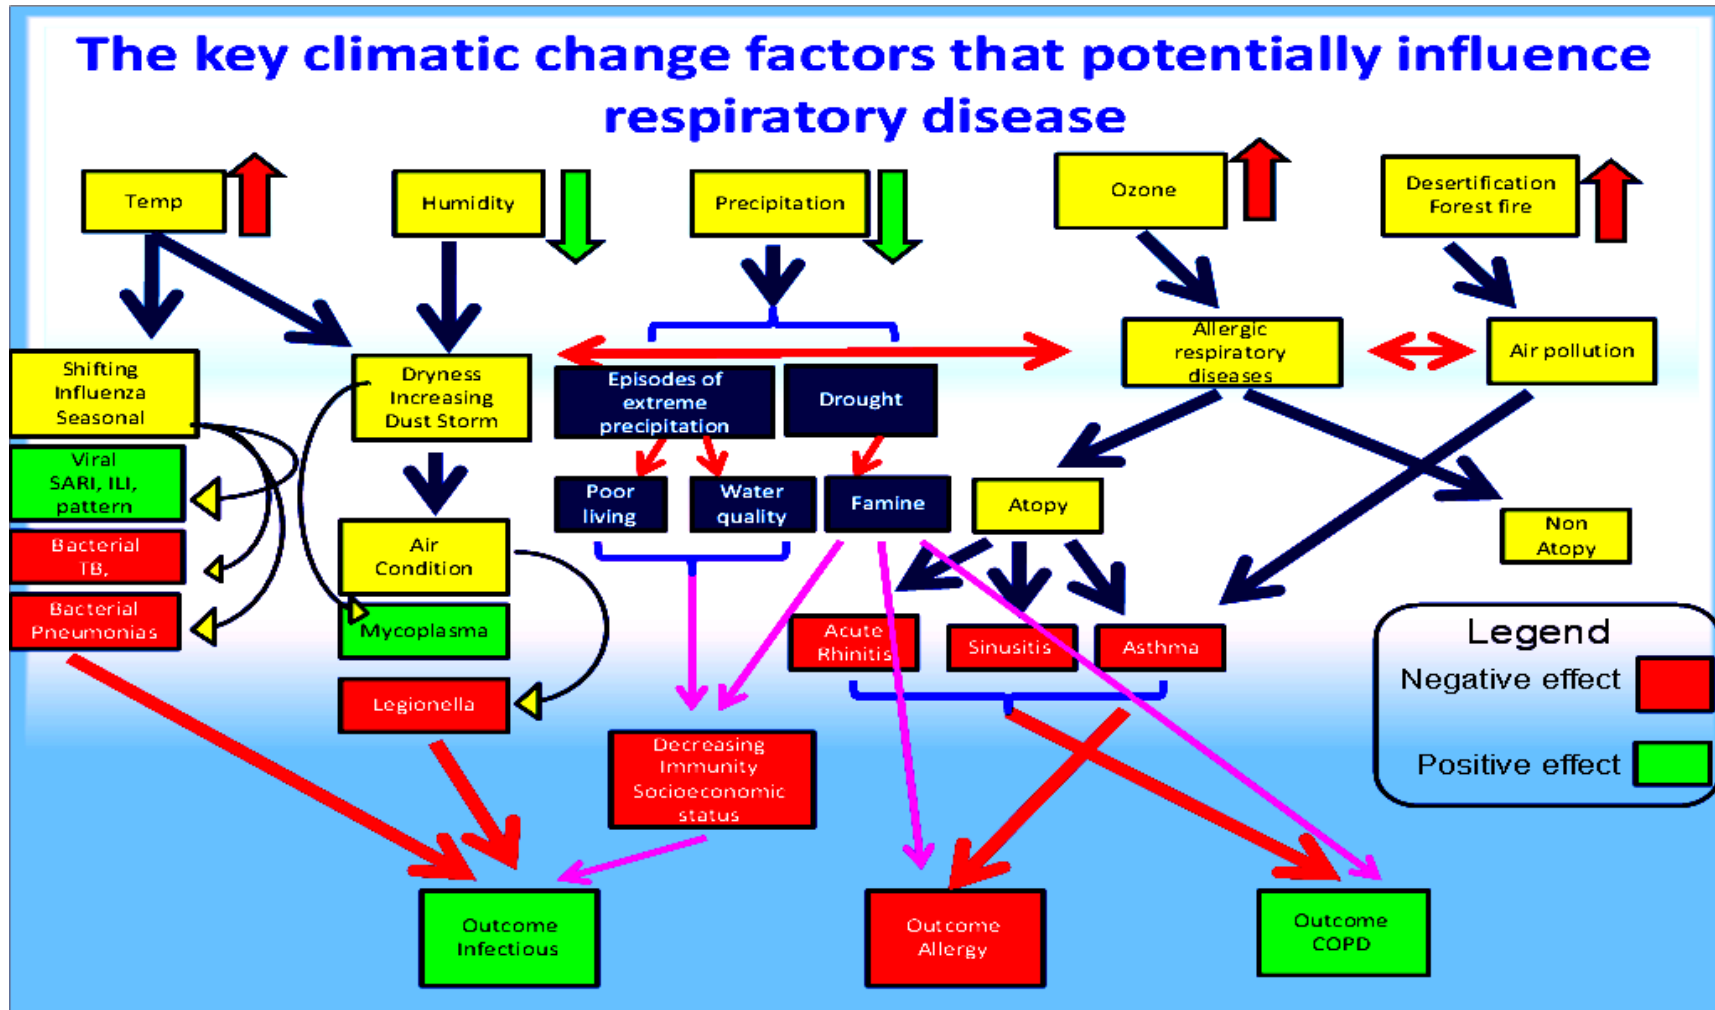 The key climatic change factors that potentially influence
respiratory disease
Temp
Humidity
Precipitation
Ozone
Desertification
Forest fire
Shifting
Influenza
Seasonal
Dryness
Increasing
Dust Storm
Episodes of
extreme
precipitation
Drought
Allergic
respiratory
diseases
Air pollution
Viral
SARI, ILI,
pattern
Bacterial
TB,
Bacterial
Pneumonias
Air
Condition
Mycoplasma
Legionella
Poor
living
Water
quality
Famine
Atopy
Non
Atopy
Acute
Rhinitis
Sinusitis
Asthma
Decreasing
Immunity
Socioeconomic
status
Legend
Negative effect
Positive effect
Outcome
Infectious
Outcome
Allergy
Outcome
COPD